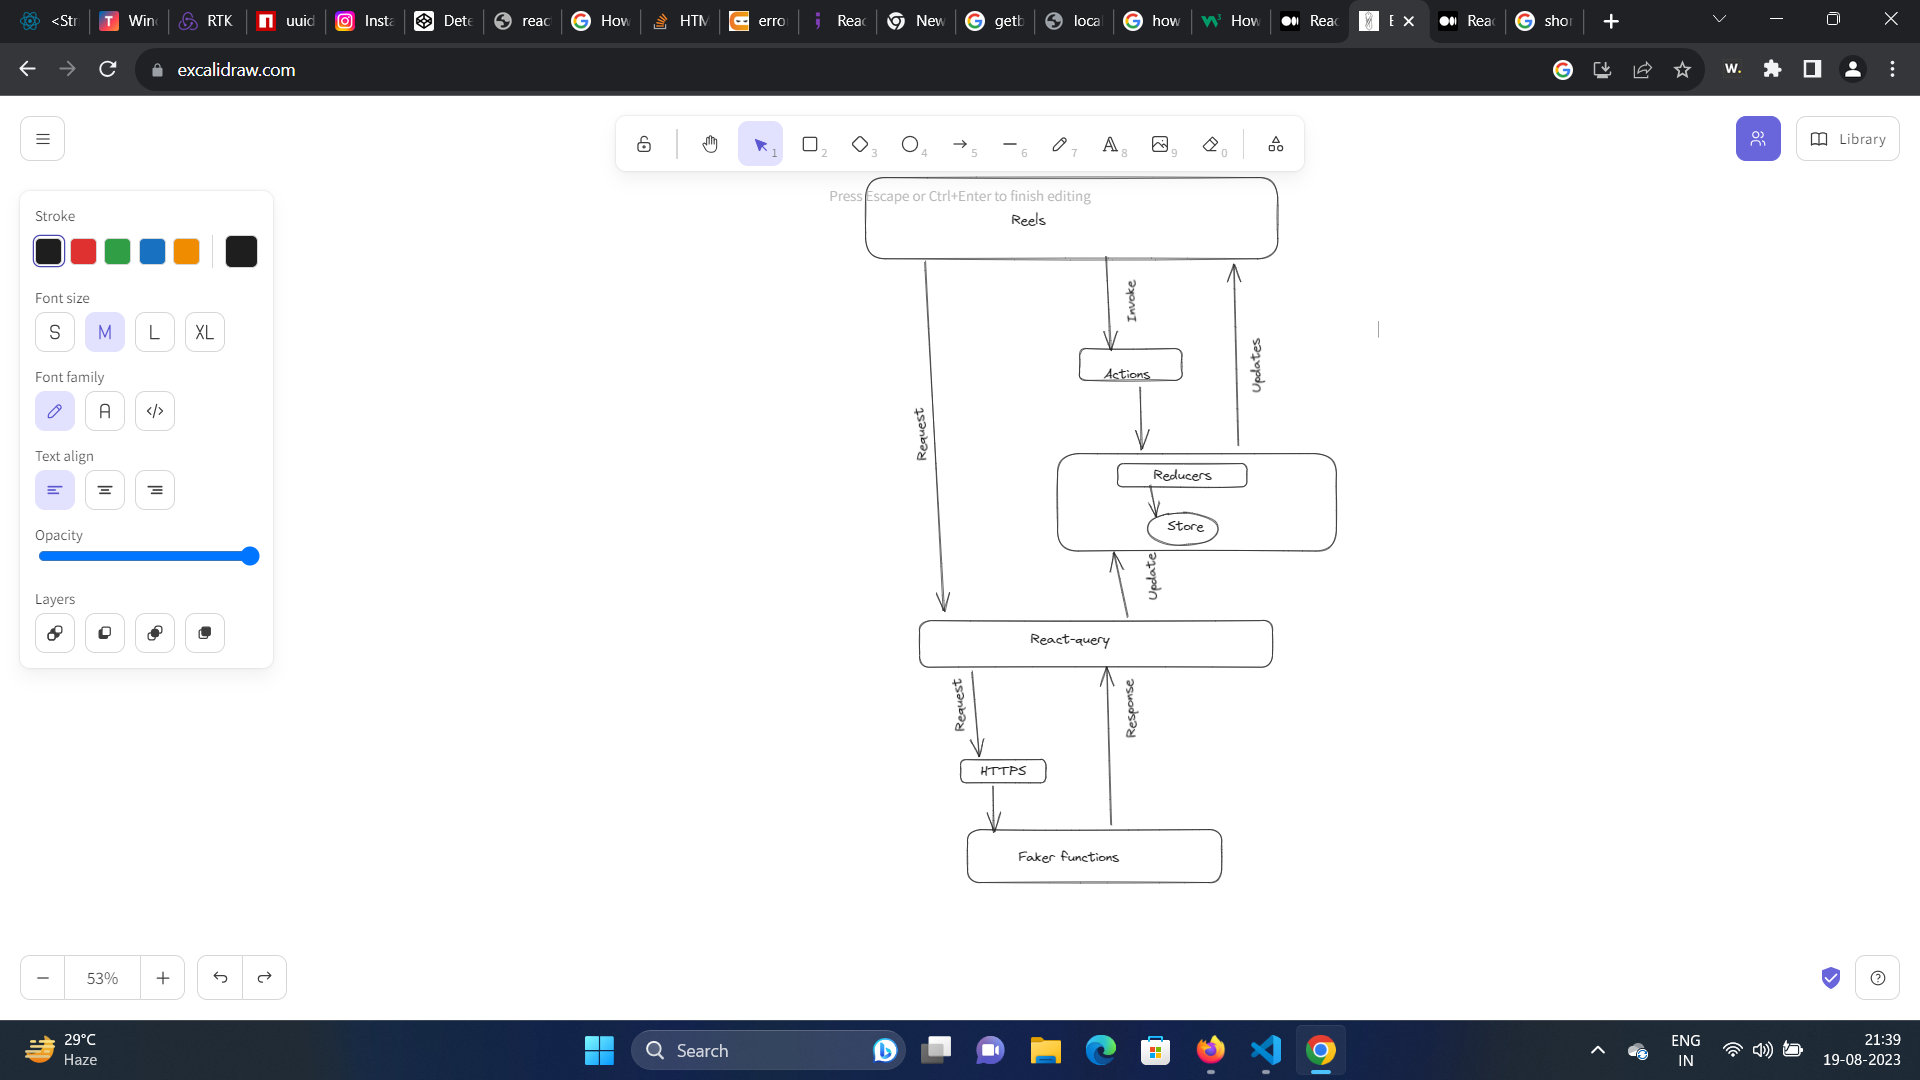 <Str
Win
RTK
uuid
Insta
Dete
reac
How
HTM
erro
Reac
New
getb
loca
how
How
Reac
E
Reac
shor
excalidraw.com
W.
1
2
3
4
5
6
7
8
9
0
Library
Press Escape or Ctrl+Enter to finish editing
Stroke
Font size
S
M
L
XL
Font family
A
</>
Text align
Opacity
Layers
Reels
Invoke
Actions
Updates
Request
Reducers
Store
Update
React-query
Request
Response
HTTPS
Faker functions
53%
29°C
Haze
Search
ENG
IN
21:39
19-08-2023